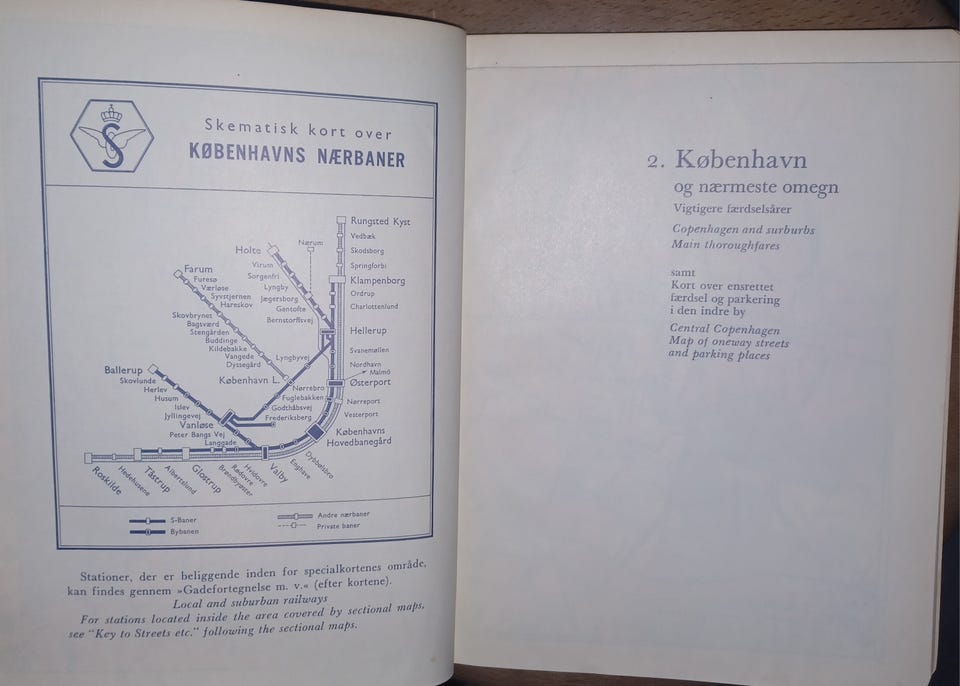 S
Skematisk kort over
KØBENHAVNS NÆRBANER
Rungsted Kyst
Vedbæk
Skodsborg
Springforbi
Klampenborg
Ordrup
Charlottenlund
Nærum
Holte
Virum
Sorgenfri
Lyngby
Jægersborg
Gentofte
Bernstorffsvej
Hellerup
Farum
Furesø
Værløse
Syvstjernen
Hareskov
Skovbrynet
Bagsværd
Stengården
Buddinge
Kildebakke
Vangede
Dyssegård
Lyngbyvej
København L.
Svanemøllen
Nordhavn
Malmö
Østerport
Nørreport
Vesterport
Københavns
Hovedbanegård
Ballerup
Skovlunde
Herlev
Husum
Islev
Jyllingevej
Vanløse
Peter Bangs Vej
Langgade
Nørrebro
Fuglebakken
Godthåbsvej
Frederiksberg
Roskilde
Hedehusene
Tåstrup
Albertslund
Glostrup
Brøndbyøster
Rødovre
Hvidovre
Valby
Enghave
Dybbølsbro
S-Baner
Bybanen
Andre nærbaner
Private baner
Stationer, der er beliggende inden for specialkortenes område,
kan findes gennem »Gadefortegnelse m. v.« (efter kortene).
Local and suburban railways
For stations located inside the area covered by sectional maps,
see "Key to Streets etc." following the sectional maps.
2. København
og nærmeste omegn
Vigtigere færdselsårer
Copenhagen and surburbs
Main thoroughfares
samt
Kort over ensrettet
færdsel og parkering
i den indre by
Central Copenhagen
Map of oneway streets
and parking places